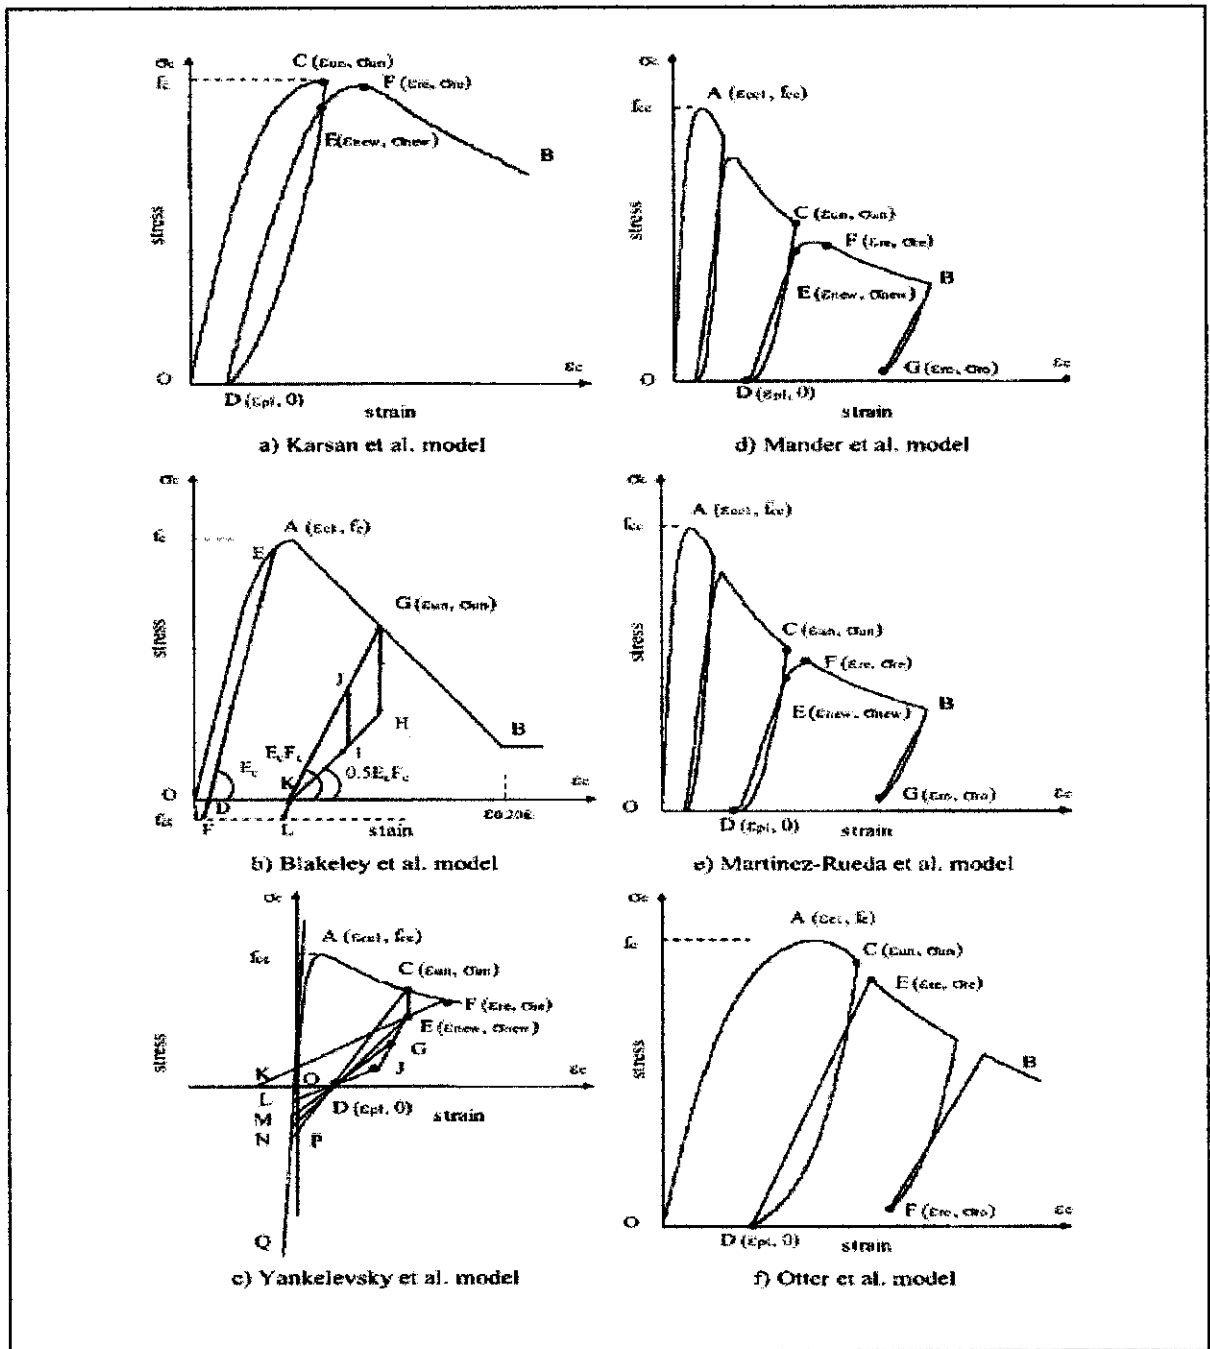 σc
C (εun, σun)
fc
F (εre, σre)
E(εnew, σnew)
B
stress
O
εc
D (εpl, 0)
strain
a) Karsan et al. model
σc
A (εcc1, fcc)
fcc
C (εun, σun)
F (εre, σre)
B
E (εnew, σnew)
stress
O
εc
G (εro, σro)
D (εpl, 0)
strain
d) Mander et al. model
σc
A (εc1, fc)
fc
E
G (εun, σun)
stress
J
H
B
I
EcFc
Ec
0.5EcFc
K
εc
O
D
F
L
ε0.20fc
strain
b) Blakeley et al. model
σc
A (εcc1, fcc)
fcc
C (εun, σun)
F (εre, σre)
B
E (εnew, σnew)
stress
O
εc
G (εro, σro)
D (εpl, 0)
strain
e) Martinez-Rueda et al. model
σc
A (εcc1, fcc)
fcc
C (εun, σun)
F (εre, σre)
E (εnew, σnew)
stress
G
J
K
O
εc
L
D (εpl, 0)
strain
M
N
P
Q
c) Yankelevsky et al. model
σc
A (εc1, fc)
fc
C (εun, σun)
E (εre, σre)
stress
B
F (εro, σro)
O
εc
D (εpl, 0)
strain
f) Otter et al. model